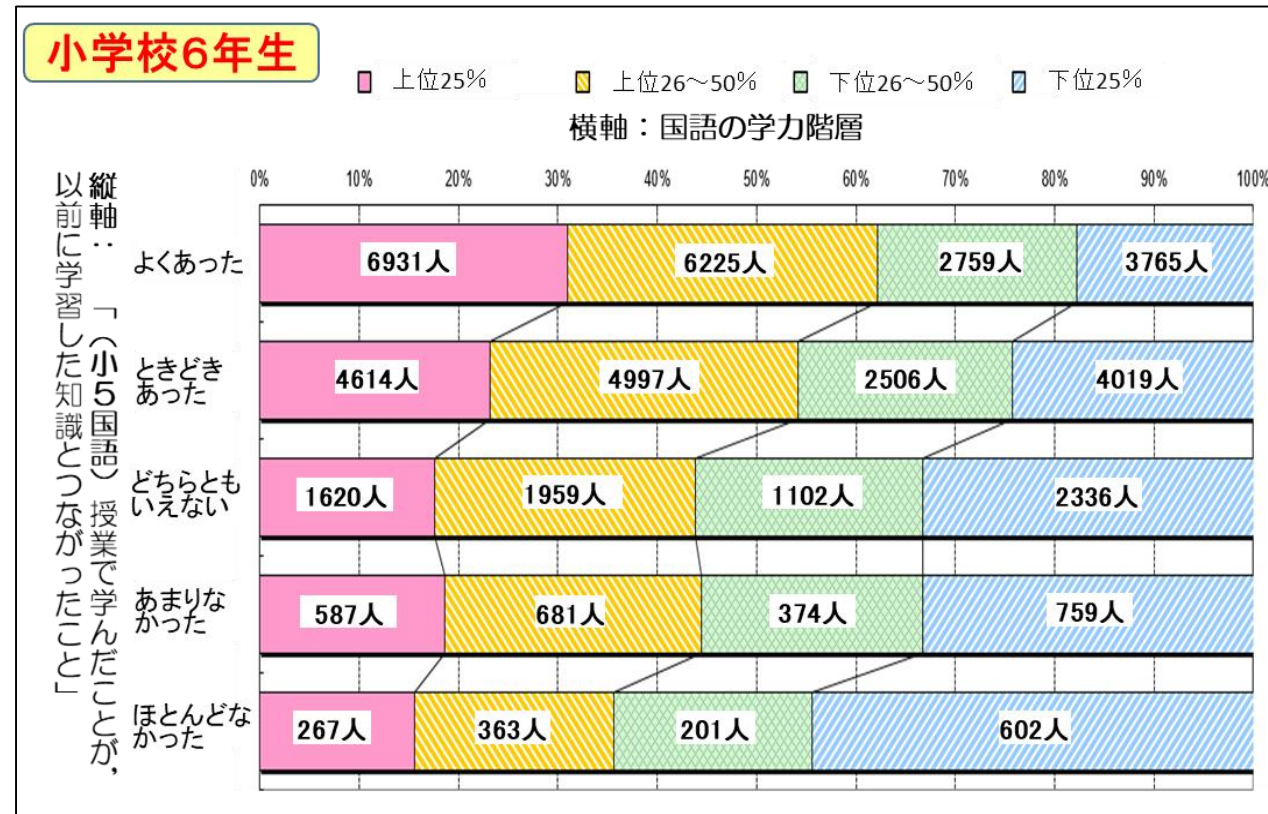 小学校6年生
上位25% 上位26～50% 下位26～50% 下位25%
横軸：国語の学力階層
縦軸：「（小５国語）授業で学んだことが，
以前に学習した知識とつながったこと」
0% 10% 20% 30% 40% 50% 60% 70% 80% 90% 100%
よくあった
6931人 6225人 2759人 3765人
ときどき
あった
4614人 4997人 2506人 4019人
どちらとも
いえない
1620人 1959人 1102人 2336人
あまりな
かった
587人 681人 374人 759人
ほとんどな
かった
267人 363人 201人 602人